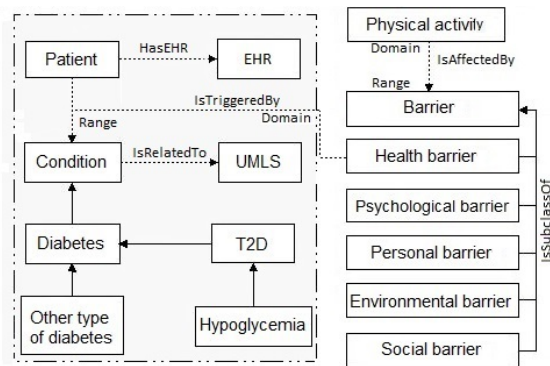 Physical activity
Domain
IsAffectedBy
Range
Barrier
Patient
HasEHR
EHR
IsTriggeredBy
Domain
Range
Condition
IsRelatedTo
UMLS
Health barrier
Psychological barrier
Personal barrier
Environmental barrier
Social barrier
IsSubclassOf
Diabetes
T2D
Other type
of diabetes
Hypoglycemia